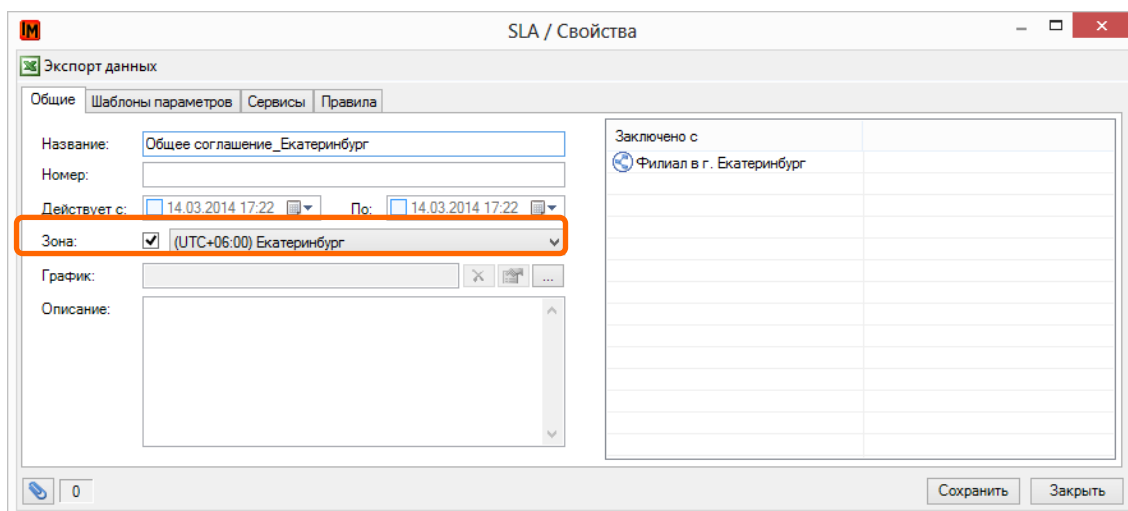 IM
SLA / Свойства
Экспорт данных
Общие Шаблоны параметров Сервисы Правила
Название: Общее соглашение_Екатеринбург
Номер:
Действует с: 14.03.2014 17:22 По: 14.03.2014 17:22
Зона: (UTC+06:00) Екатеринбург
График: ...
Описание:
Заключено с
Филиал в г. Екатеринбург
0
Сохранить Закрыть